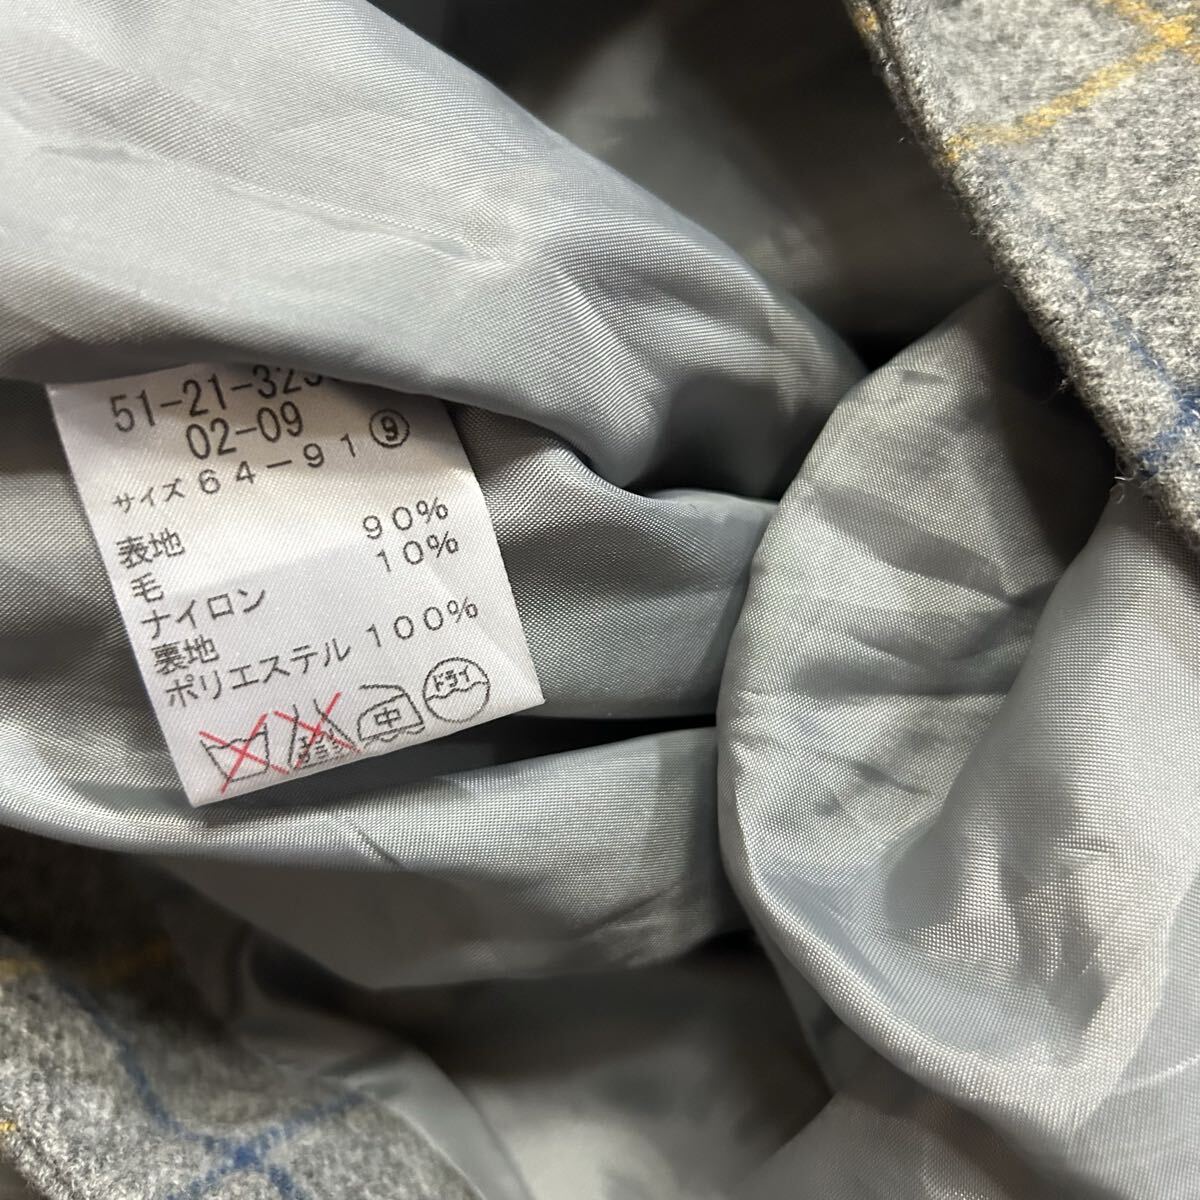 51-21-323
02-09
サイズ 64-91 ⑨
表地
毛 90%
ナイロン 10%
裏地
ポリエステル 100%
中
ドライ